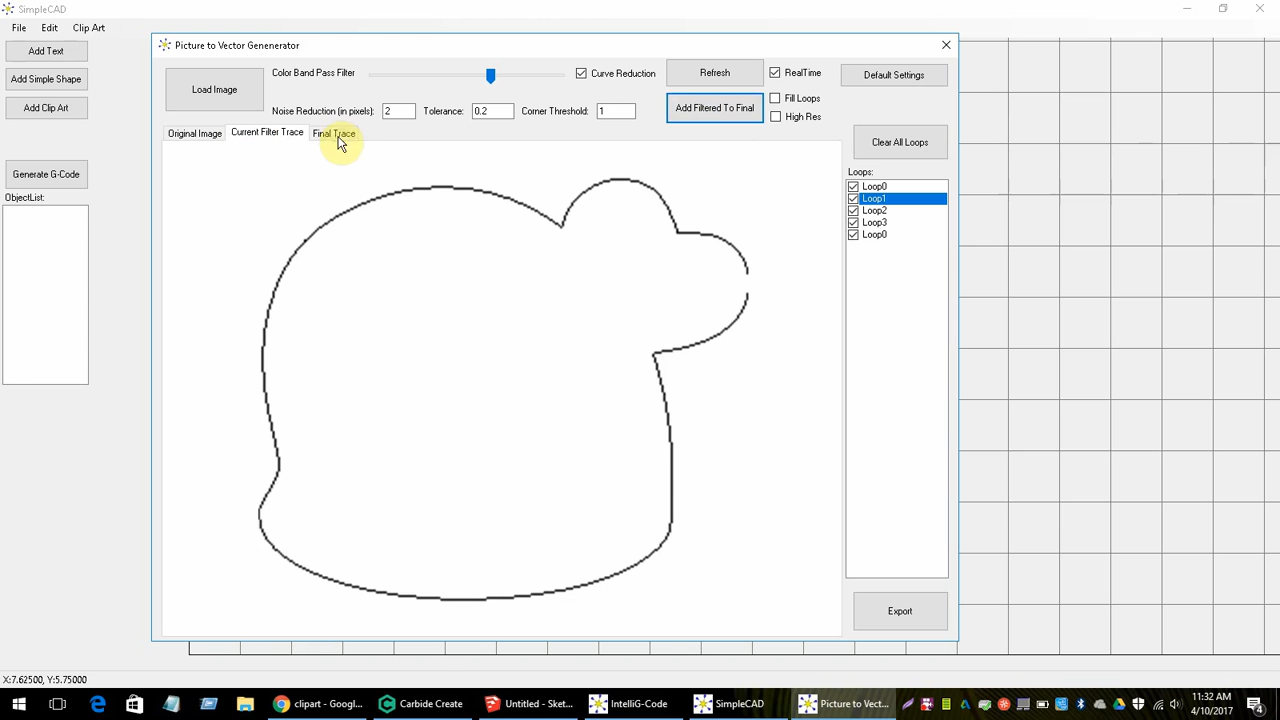 SimpleCAD
File Edit Clip Art
Add Text
Add Simple Shape
Add Clip Art
Generate G-Code
ObjectList:
Picture to Vector Genenerator
Load Image
Color Band Pass Filter
Curve Reduction
Refresh
RealTime
Default Settings
Noise Reduction (in pixels): 2
Tolerance: 0.2
Corner Threshold: 1
Add Filtered To Final
Fill Loops
High Res
Original Image
Current Filter Trace
Final Trace
Clear All Loops
Loops:
Loop0
Loop1
Loop2
Loop3
Loop0
Export
X:7.62500, Y:5.75000
clipart - Googl...
Carbide Create
Untitled - Sket...
IntelliG-Code
SimpleCAD
Picture to Vect...
11:32 AM
4/10/2017
4